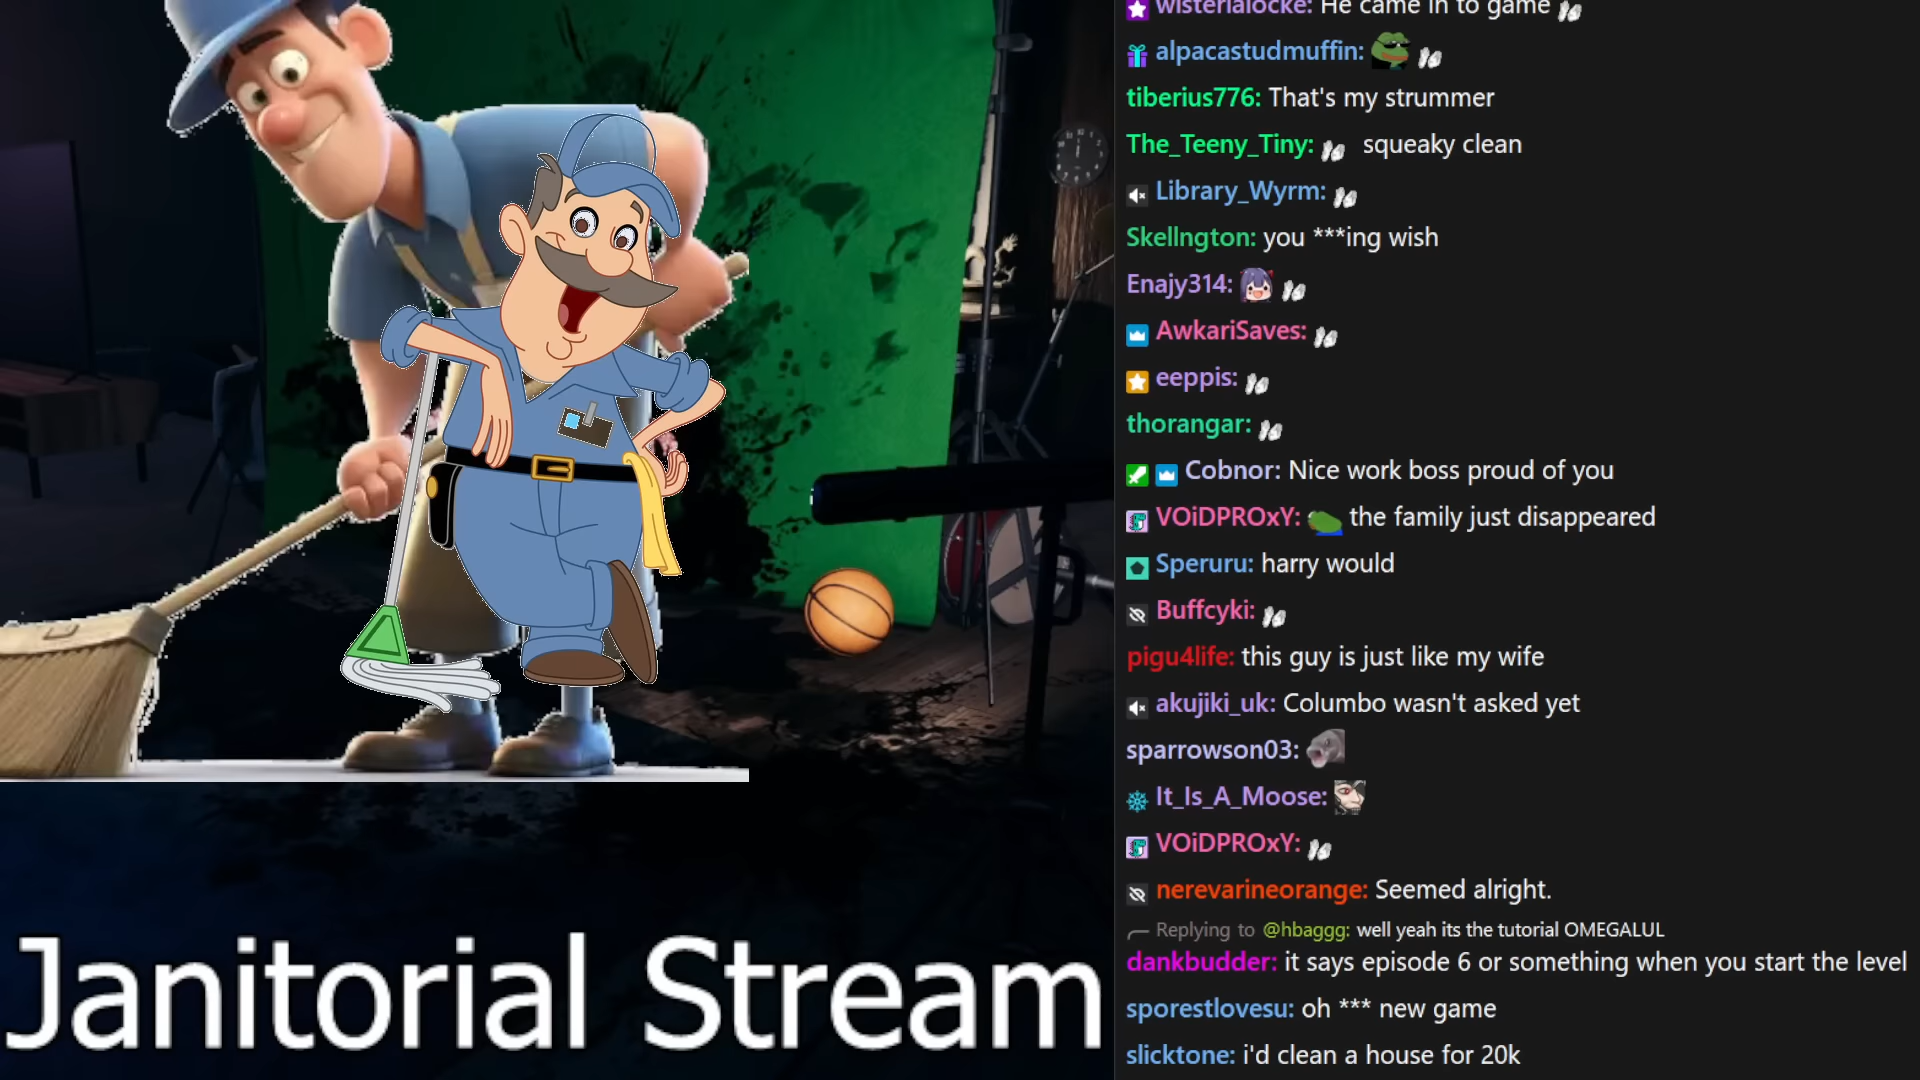 wisterialocke: He came in to game
alpacastudmuffin:
tiberius776: That's my strummer
The_Teeny_Tiny: squeaky clean
Library_Wyrm:
Skellngton: you ***ing wish
Enajy314:
AwkariSaves:
eeppis:
thorangar:
Cobnor: Nice work boss proud of you
VOiDPROxY: the family just disappeared
Speruru: harry would
Buffcyki:
pigu4life: this guy is just like my wife
akujiki_uk: Columbo wasn't asked yet
sparrowson03:
It_Is_A_Moose:
VOiDPROxY:
nerevarineorange: Seemed alright.
Replying to @hbaggg: well yeah its the tutorial OMEGALUL
dankbudder: it says episode 6 or something when you start the level
sporestlovesu: oh *** new game
slicktone: i'd clean a house for 20k
Janitorial Stream